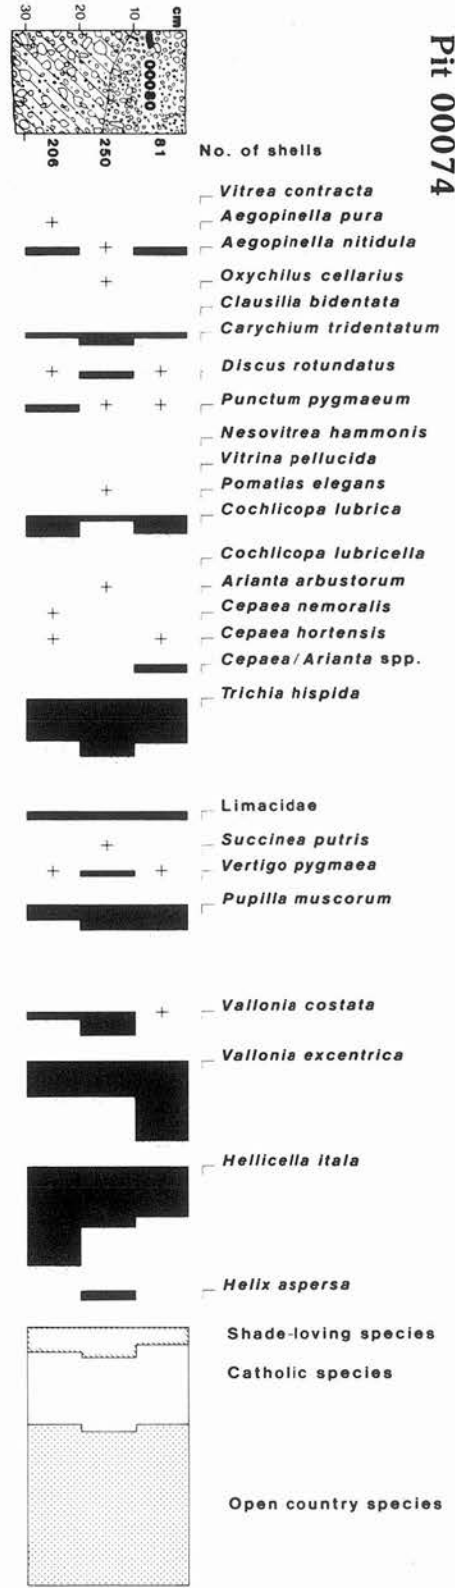 Pit 00074
cm
10
20
30
00080
No. of shells
81
250
206
Vitrea contracta
Aegopinella pura
Aegopinella nitidula
Oxychilus cellarius
Clausilia bidentata
Carychium tridentatum
Discus rotundatus
Punctum pygmaeum
Nesovitrea hammonis
Vitrina pellucida
Pomatias elegans
Cochlicopa lubrica
Cochlicopa lubricella
Arianta arbustorum
Cepaea nemoralis
Cepaea hortensis
Cepaea/Arianta spp.
Trichia hispida
Limacidae
Succinea putris
Vertigo pygmaea
Pupilla muscorum
Vallonia costata
Vallonia excentrica
Hellicella itala
Helix aspersa
Shade-loving species
Catholic species
Open country species